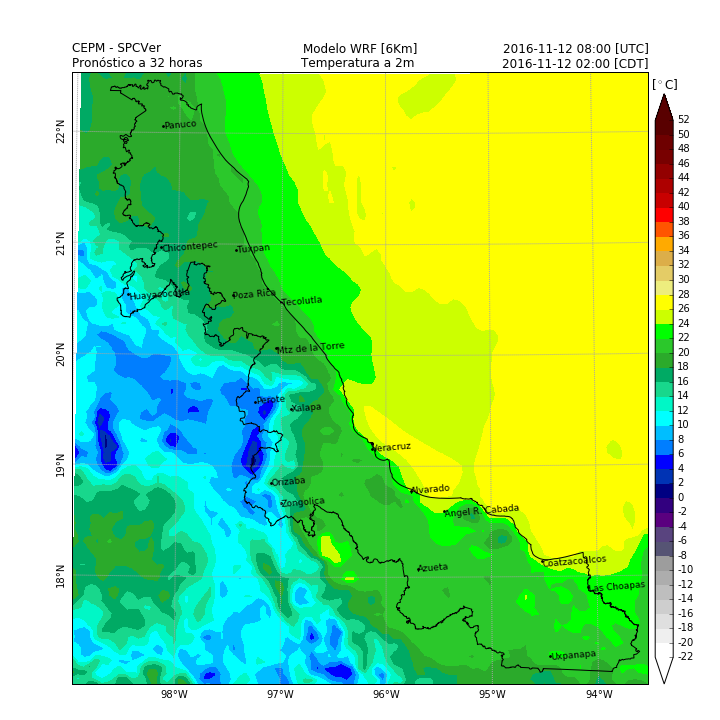 CEPM - SPCVer
Modelo WRF [6Km]
2016-11-12 08:00 [UTC]
Pronóstico a 32 horas
Temperatura a 2m
2016-11-12 02:00 [CDT]
[°C]
52
50
48
46
44
42
40
38
36
34
32
30
28
26
24
22
20
18
16
14
12
10
8
6
4
2
0
-2
-4
-6
-8
-10
-12
-14
-16
-18
-20
-22
22°N
21°N
20°N
19°N
18°N
Panuco
Chicontepec
Tuxpan
Huayacocotla
Poza Rica
Tecolutla
Mtz de la Torre
Perote
Xalapa
Veracruz
Orizaba
Alvarado
Zongolica
Angel R. Cabada
Azueta
Coatzacoalcos
Las Choapas
Uxpanapa
98°W
97°W
96°W
95°W
94°W